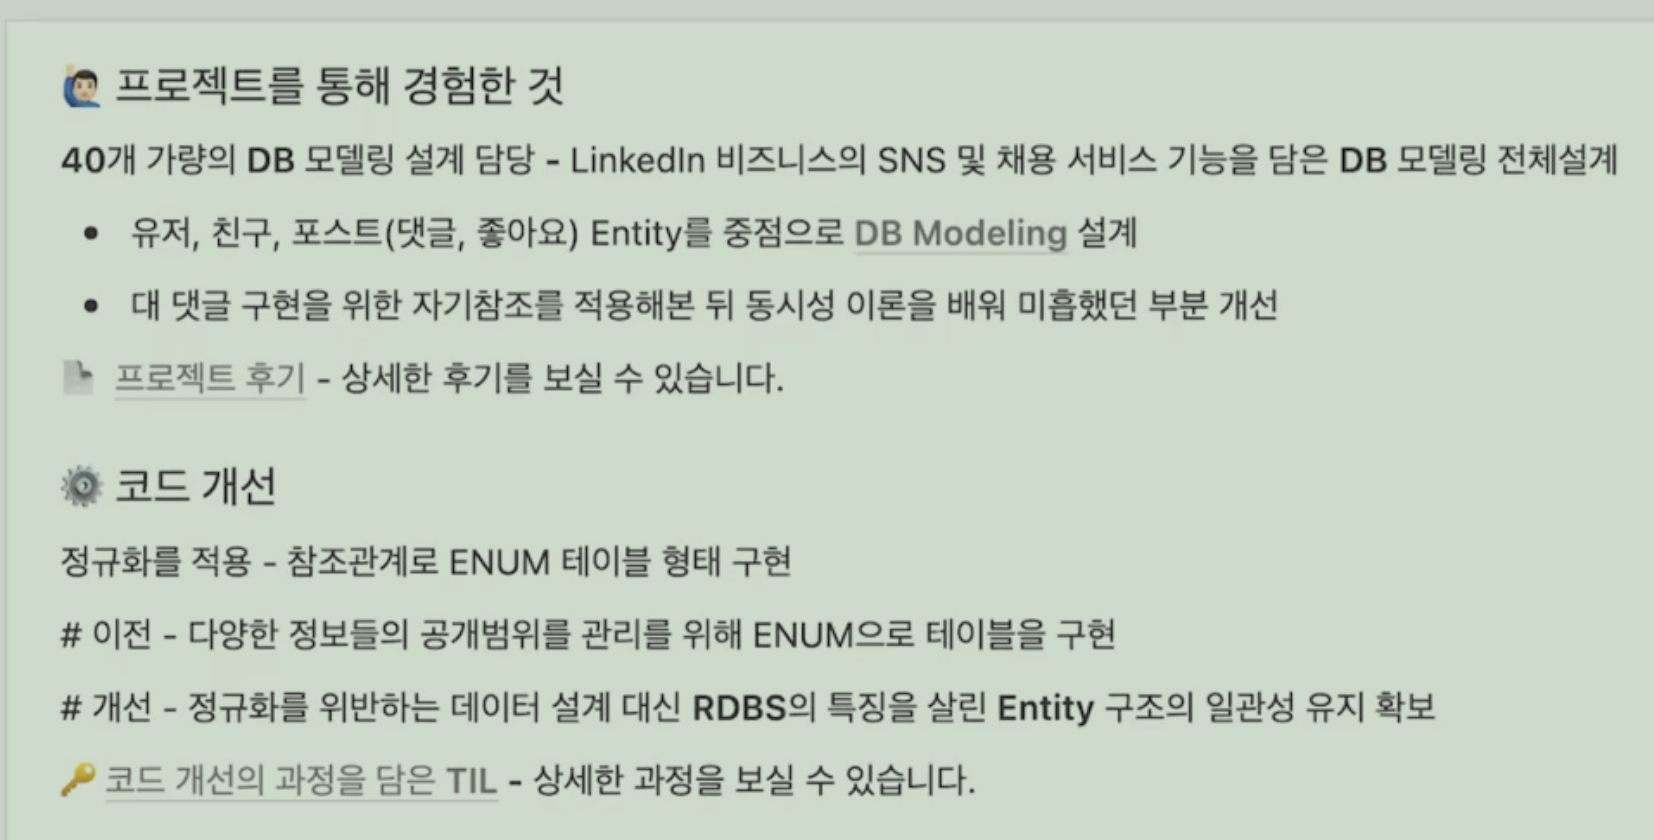 프로젝트를 통해 경험한 것
40개 가량의 DB 모델링 설계 담당 - LinkedIn 비즈니스의 SNS 및 채용 서비스 기능을 담은 DB 모델링 전체설계
• 유저, 친구, 포스트(댓글, 좋아요) Entity를 중점으로 DB Modeling 설계
• 대 댓글 구현을 위한 자기참조를 적용해본 뒤 동시성 이론을 배워 미흡했던 부분 개선
프로젝트 후기 - 상세한 후기를 보실 수 있습니다.
코드 개선
정규화를 적용 - 참조관계로 ENUM 테이블 형태 구현
# 이전 - 다양한 정보들의 공개범위를 관리를 위해 ENUM으로 테이블을 구현
# 개선 - 정규화를 위반하는 데이터 설계 대신 RDBS의 특징을 살린 Entity 구조의 일관성 유지 확보
코드 개선의 과정을 담은 TIL - 상세한 과정을 보실 수 있습니다.